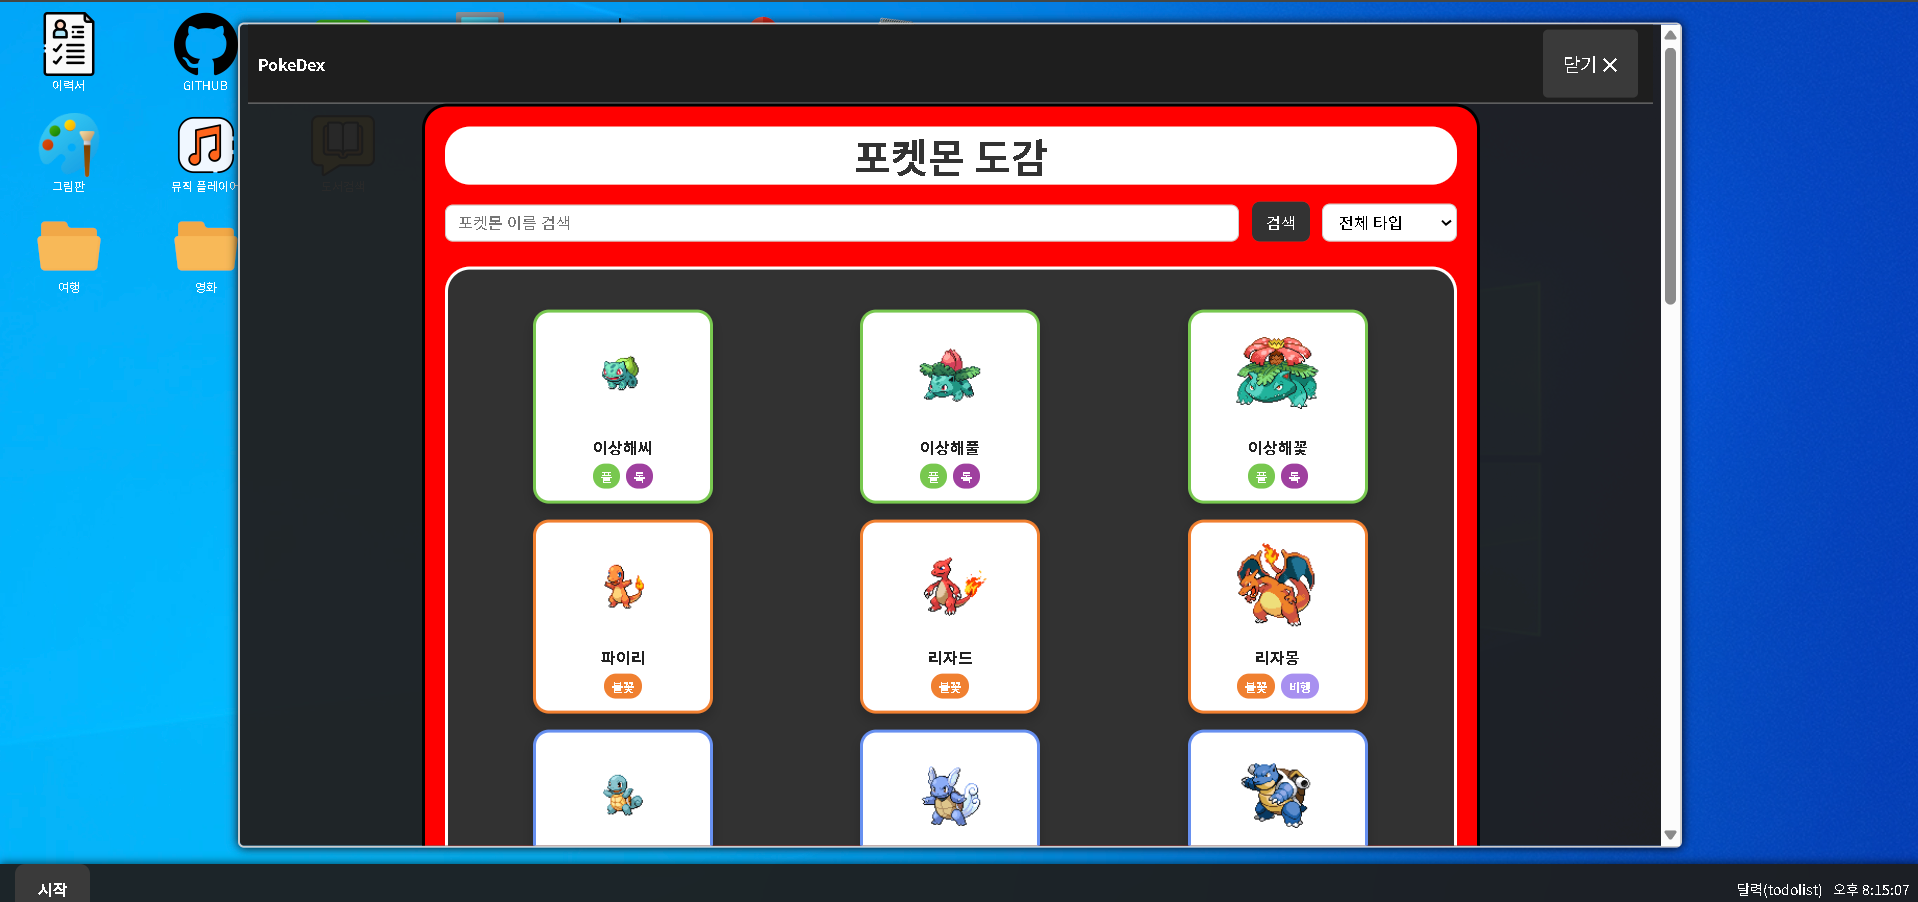 이력서
GITHUB
그림판
뮤직 플레이어
여행
영화
PokeDex
닫기 ✕
포켓몬 도감
포켓몬 이름 검색
검색
전체 타입
이상해씨
풀 독
이상해풀
풀 독
이상해꽃
풀 독
파이리
불꽃
리자드
불꽃
리자몽
불꽃 비행
시작
달력(todolist) 오후 8:15:07